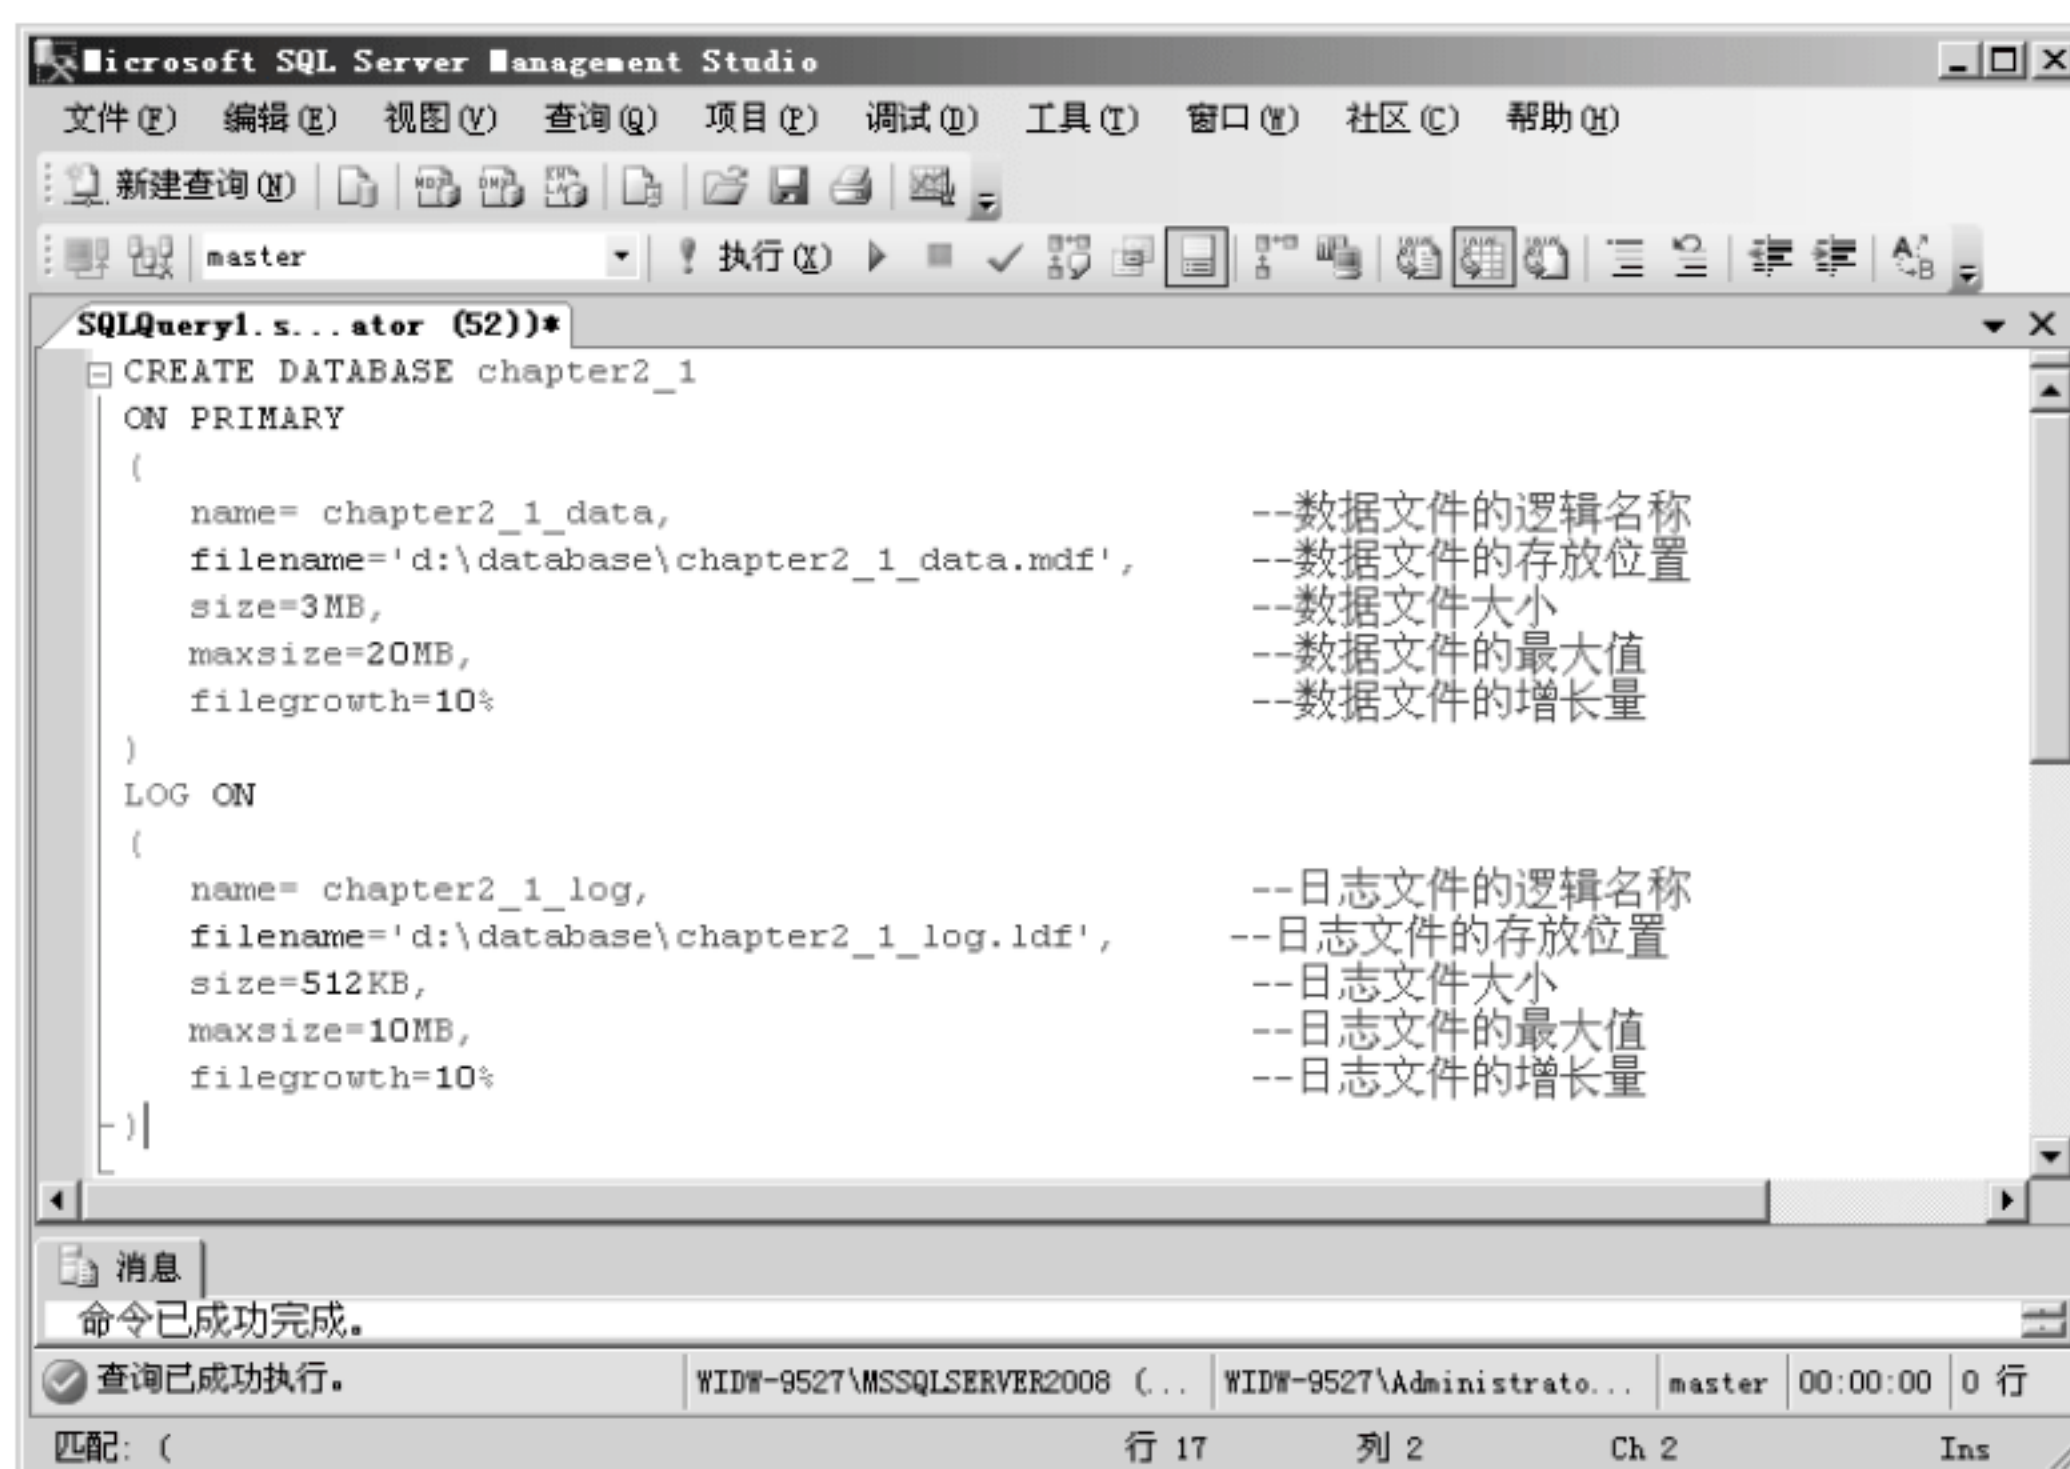 Microsoft SQL Server Management Studio
文件(F) 编辑(E) 视图(V) 查询(Q) 项目(P) 调试(D) 工具(T) 窗口(W) 社区(C) 帮助(H)
新建查询(N)
master 执行(X)
SQLQuery1.s...ator (52))*
CREATE DATABASE chapter2_1
ON PRIMARY
(
name= chapter2_1_data, --数据文件的逻辑名称
filename='d:\database\chapter2_1_data.mdf', --数据文件的存放位置
size=3MB, --数据文件大小
maxsize=20MB, --数据文件的最大值
filegrowth=10% --数据文件的增长量
)
LOG ON
(
name= chapter2_1_log, --日志文件的逻辑名称
filename='d:\database\chapter2_1_log.ldf', --日志文件的存放位置
size=512KB, --日志文件大小
maxsize=10MB, --日志文件的最大值
filegrowth=10% --日志文件的增长量
)
消息
命令已成功完成。
查询已成功执行。 WIDW-9527\MSSQLSERVER2008 (... WIDW-9527\Administrato... master 00:00:00 0 行
匹配: ( 行 17 列 2 Ch 2 Ins